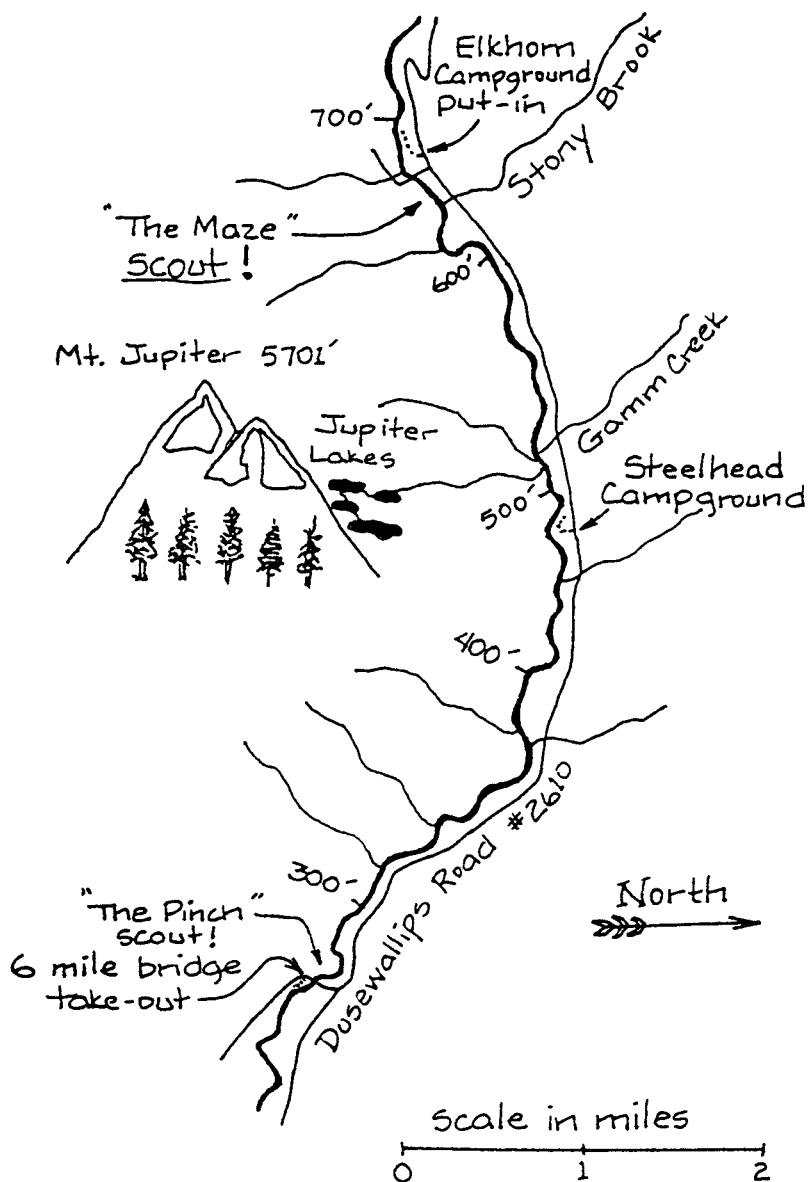 Elkhorn
Campground
put-in
700'
Stony Brook
"The Maze"
SCOUT!
600'
Mt. Jupiter 5701'
Gamm Creek
Jupiter
Lakes
Steelhead
Campground
500'
400-
Dusewallips Road #2610
300-
North
"The Pinch"
scout!
6 mile bridge
take-out
scale in miles
0 1 2